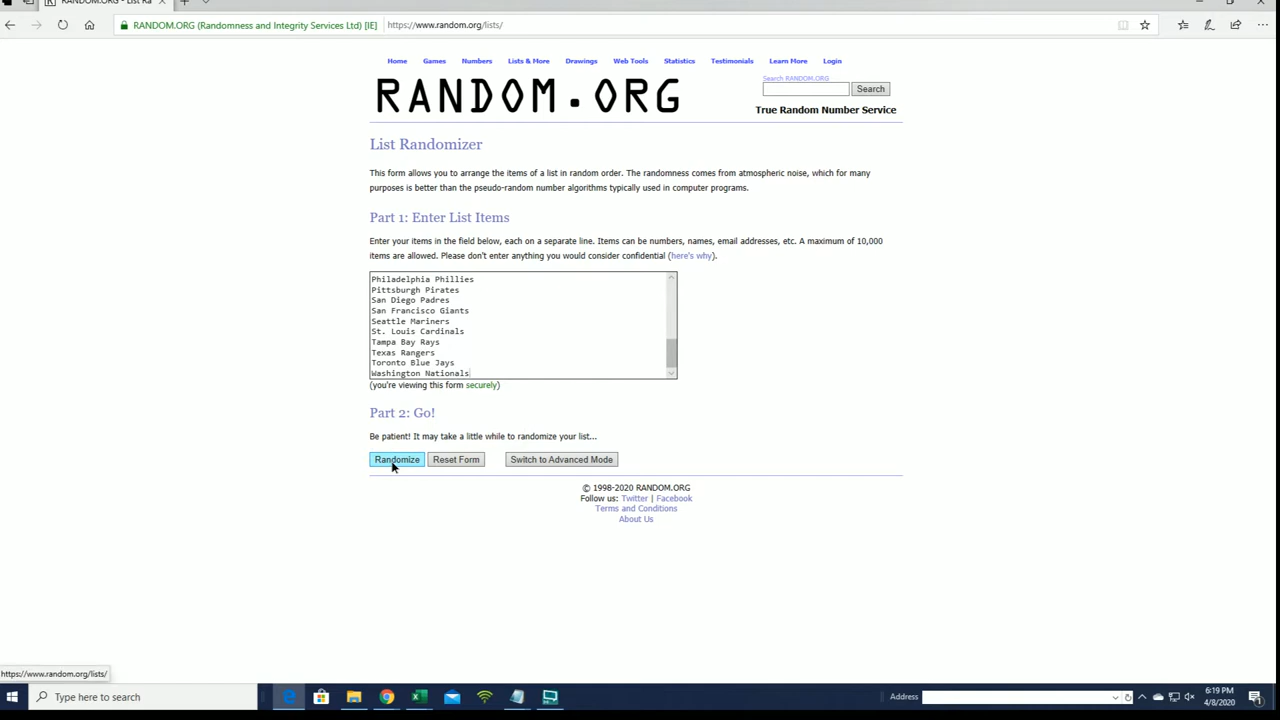 RANDOM.ORG - List Ra
RANDOM.ORG (Randomness and Integrity Services Ltd) [IE] https://www.random.org/lists/
Home Games Numbers Lists & More Drawings Web Tools Statistics Testimonials Learn More Login
RANDOM.ORG
Search RANDOM.ORG
Search
True Random Number Service
List Randomizer
This form allows you to arrange the items of a list in random order. The randomness comes from atmospheric noise, which for many
purposes is better than the pseudo-random number algorithms typically used in computer programs.
Part 1: Enter List Items
Enter your items in the field below, each on a separate line. Items can be numbers, names, email addresses, etc. A maximum of 10,000
items are allowed. Please don't enter anything you would consider confidential (here's why).
Philadelphia Phillies
Pittsburgh Pirates
San Diego Padres
San Francisco Giants
Seattle Mariners
St. Louis Cardinals
Tampa Bay Rays
Texas Rangers
Toronto Blue Jays
Washington Nationals
(you're viewing this form securely)
Part 2: Go!
Be patient! It may take a little while to randomize your list...
Randomize Reset Form Switch to Advanced Mode
© 1998-2020 RANDOM.ORG
Follow us: Twitter | Facebook
Terms and Conditions
About Us
https://www.random.org/lists/
Type here to search
Address
6:19 PM
4/8/2020